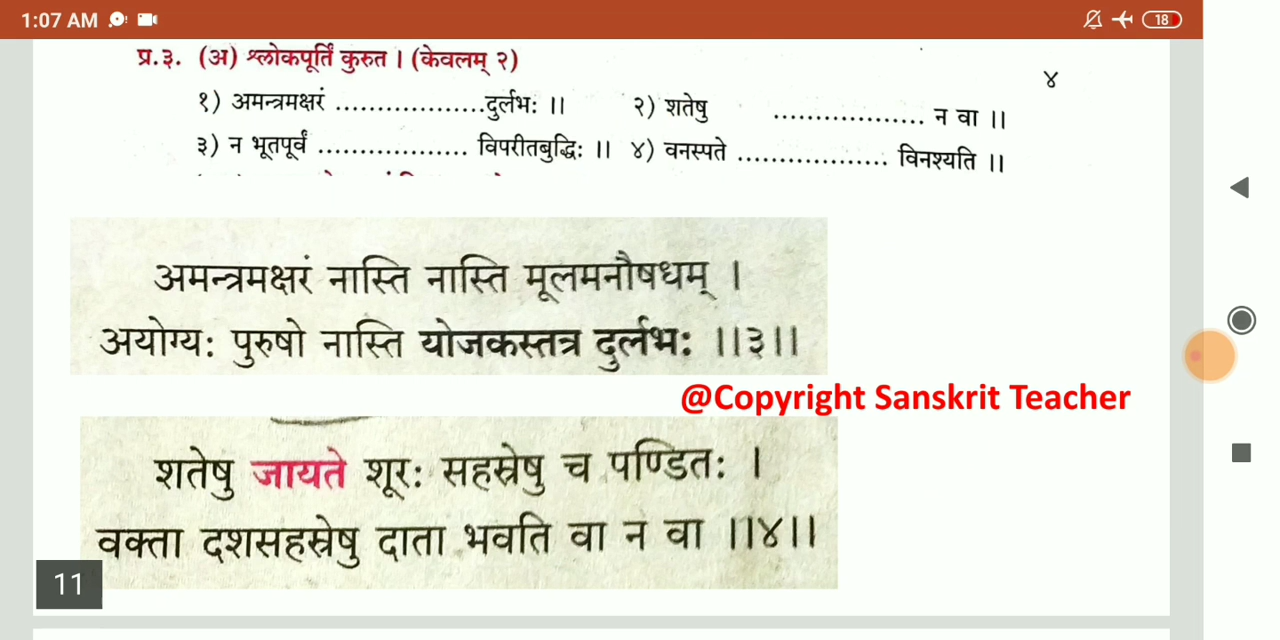 1:07 AM
18
प्र.३. (अ) श्लोकपूर्तिं कुरुत । (केवलम् २)
४
१) अमन्त्रमक्षरं ..................दुर्लभः ।। २) शतेषु .................. न वा ।।
३) न भूतपूर्वं .................. विपरीतबुद्धिः ।। ४) वनस्पते .................. विनश्यति ।।
अमन्त्रमक्षरं नास्ति नास्ति मूलमनौषधम् ।
अयोग्यः पुरुषो नास्ति योजकस्तत्र दुर्लभः ।।३।।
@Copyright Sanskrit Teacher
शतेषु जायते शूरः सहस्रेषु च पण्डितः ।
वक्ता दशसहस्रेषु दाता भवति वा न वा ।।४।।
11